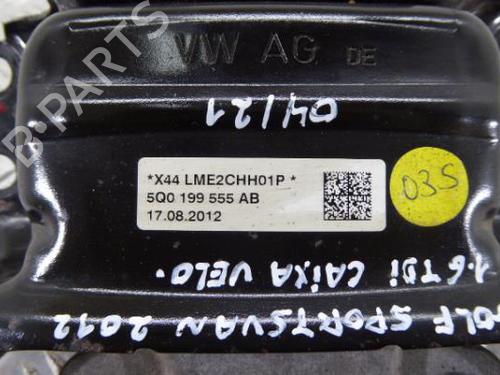 VW AG DE
04/21
*X44 LME2CHH01P *
5Q0 199 555 AB
17.08.2012
03S
1.6 TDI CAIXA VELO.
GOLF SPORTSVAN 2012
B-PARTS